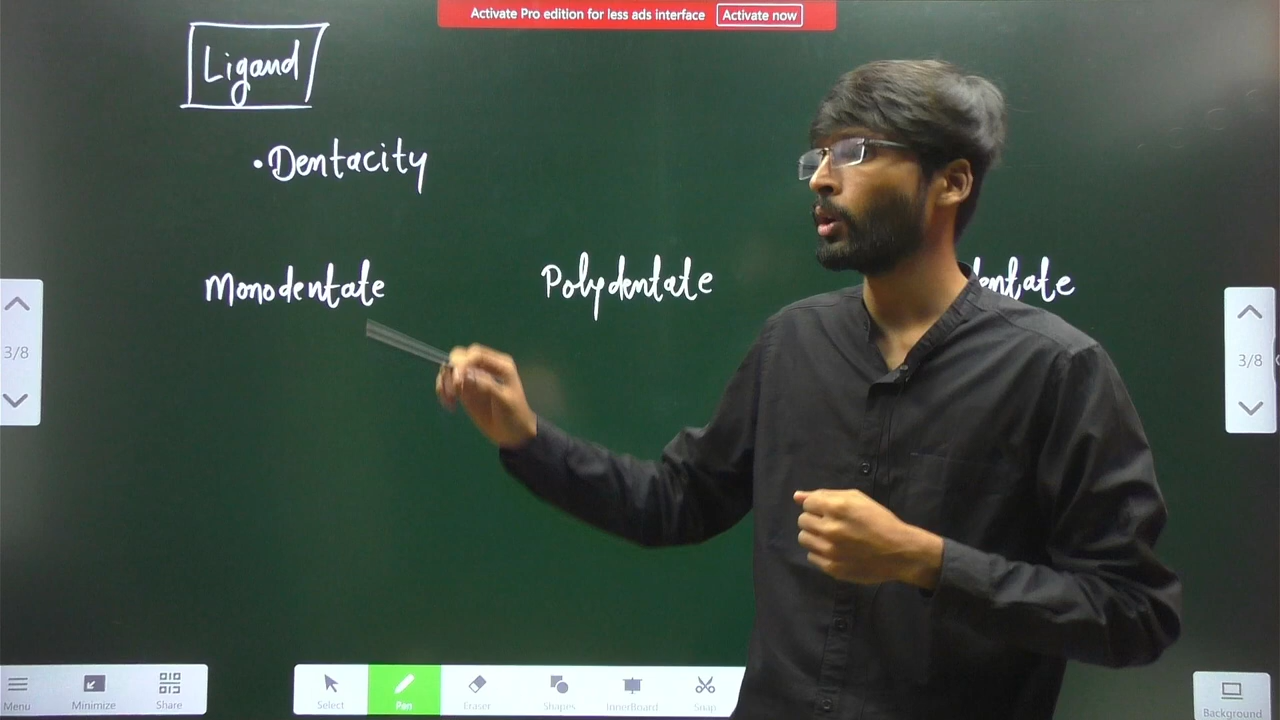 Activate Pro edition for less ads interface Activate now
Ligand
• Dentacity
Monodentate Polydentate
3/8 3/8
Menu Minimize Share Select Pen Eraser Shapes InnerBoard Snap Background